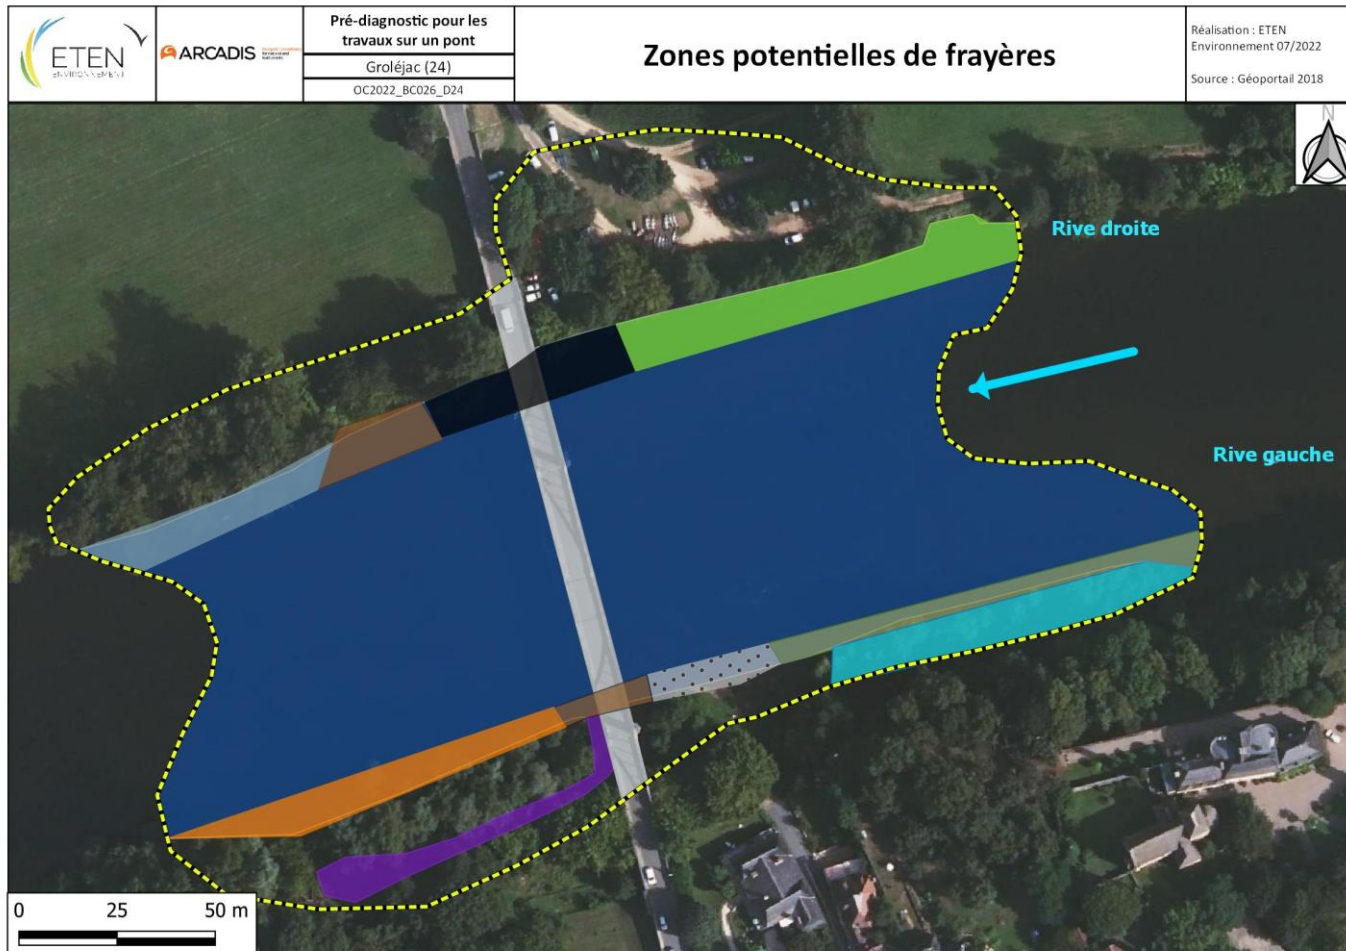 ETEN
ENVIRONNEMENT
ARCADIS
Pré-diagnostic pour les
travaux sur un pont
Groléjac (24)
OC2022_BC026_D24
Zones potentielles de frayères
Réalisation : ETEN
Environnement 07/2022
Source : Géoportail 2018
N
Rive droite
Rive gauche
0 25 50 m